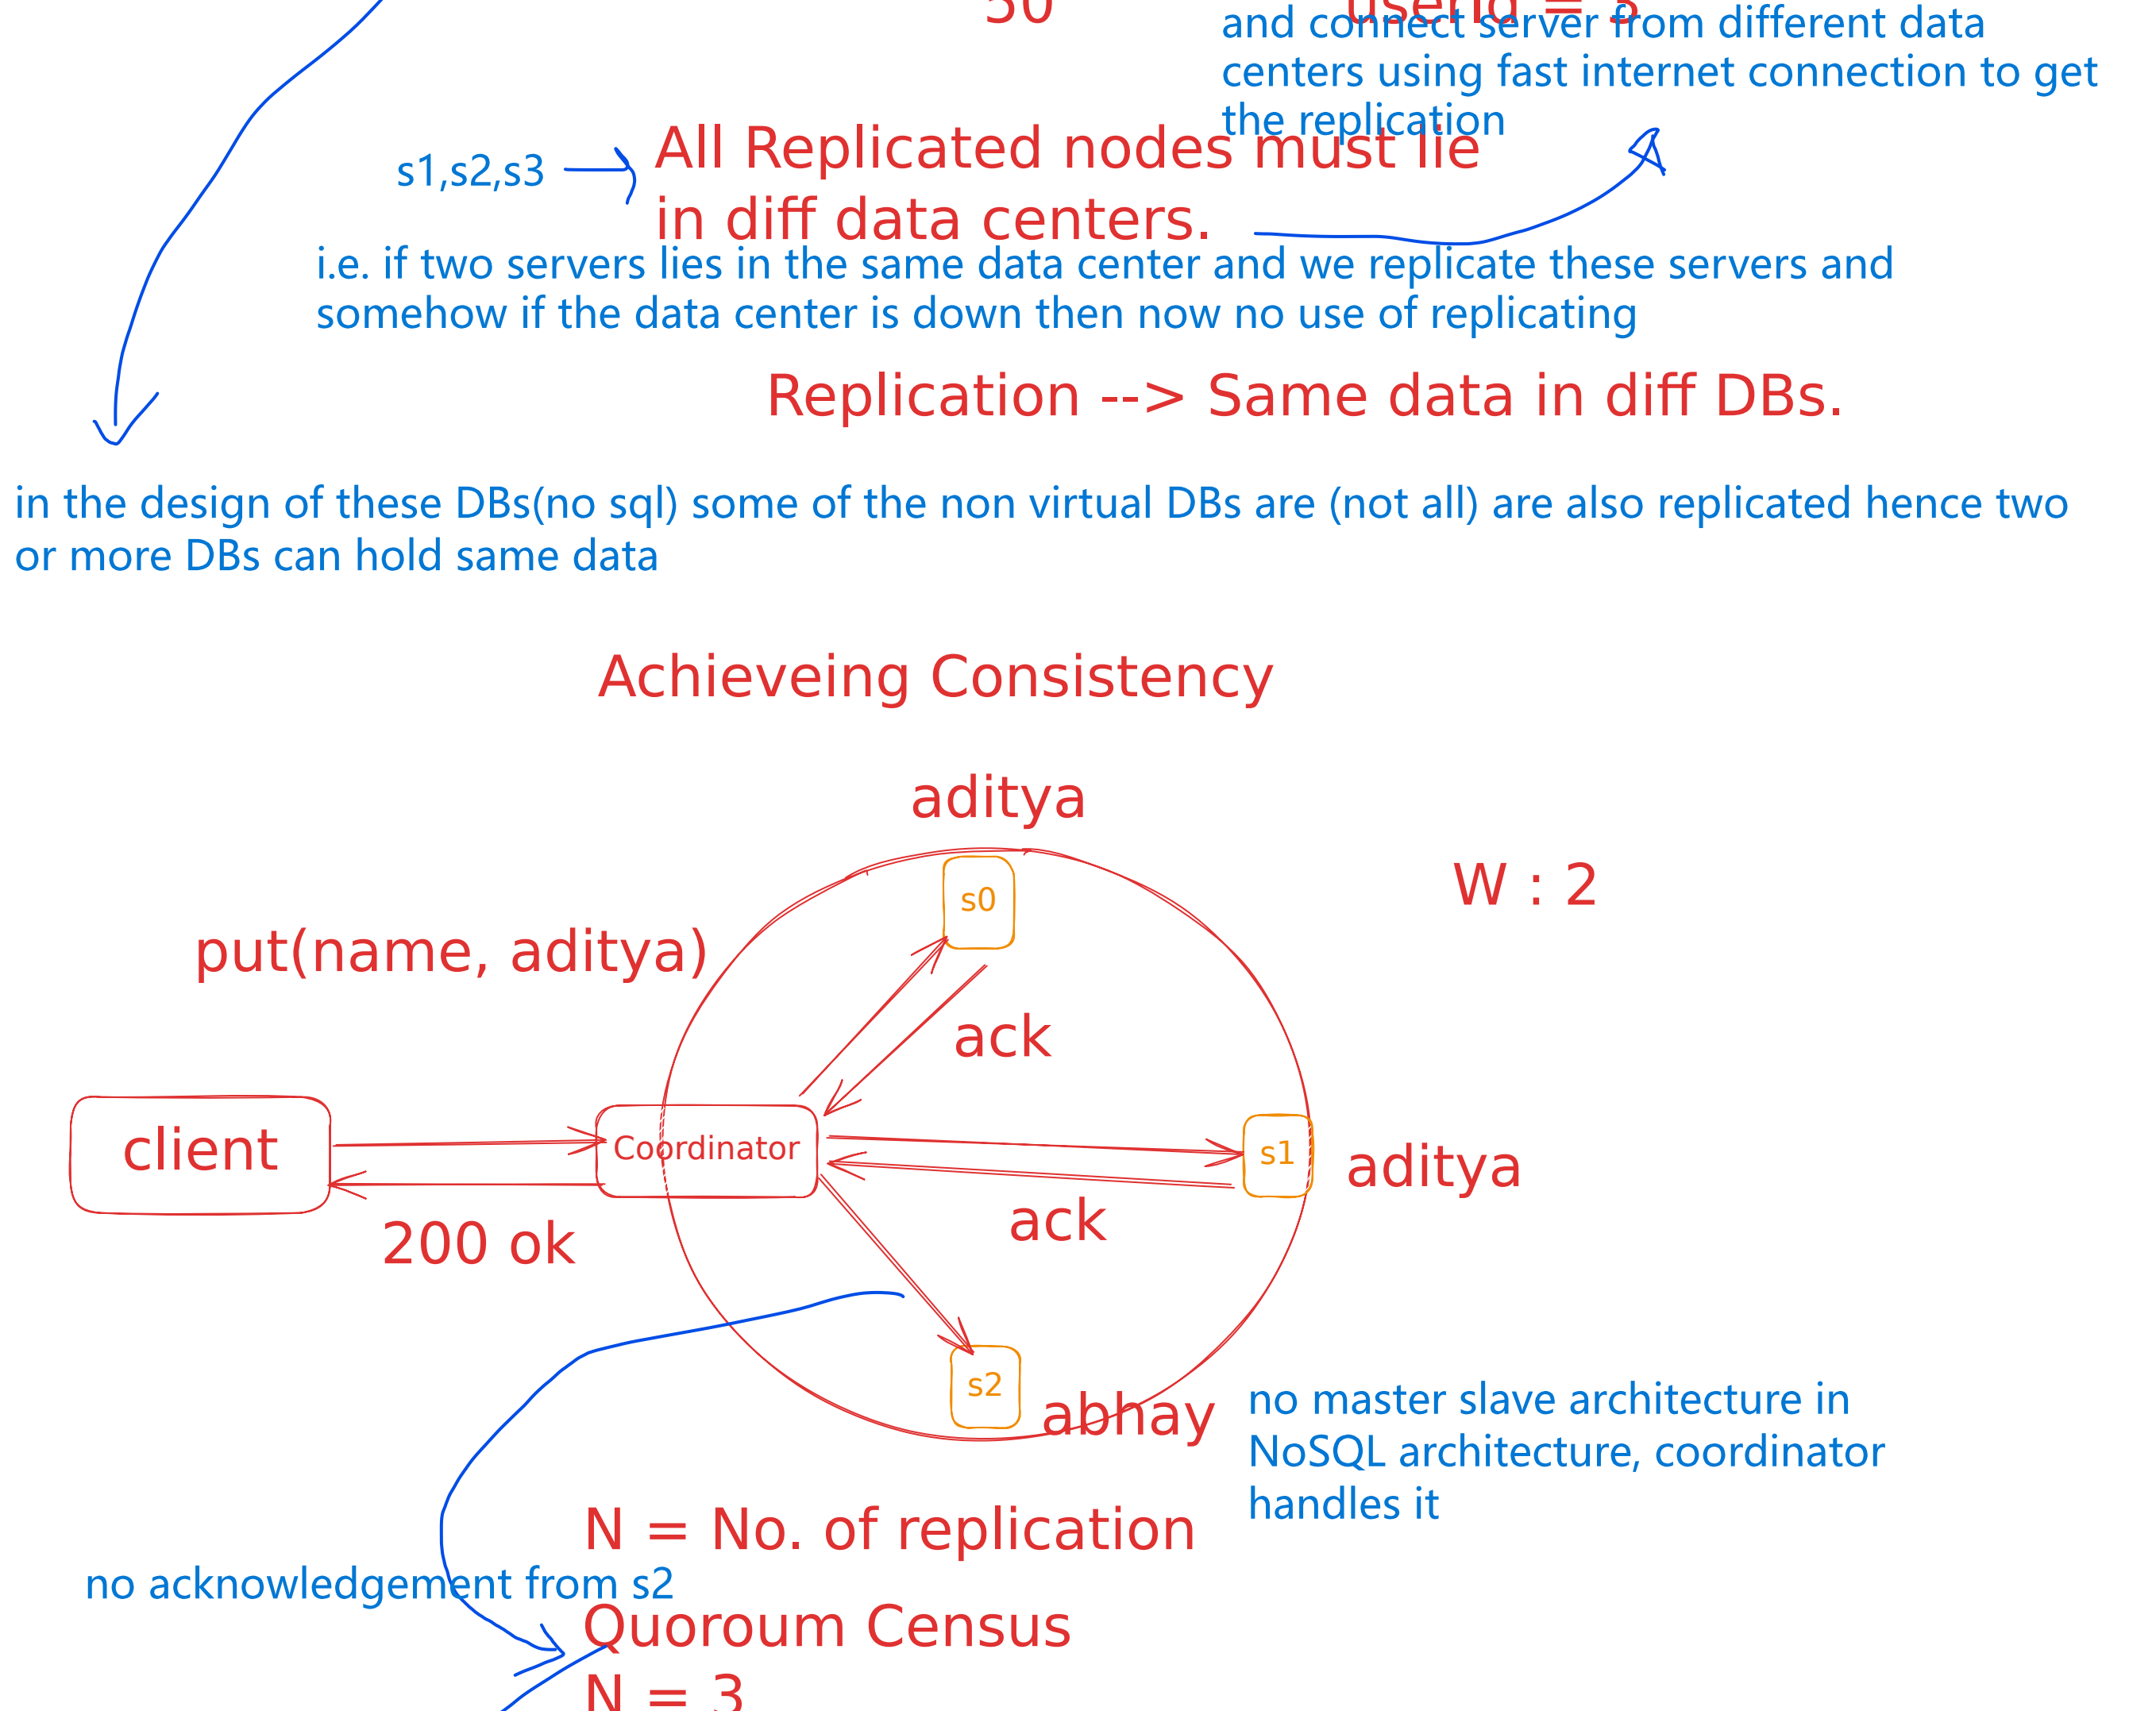 50
userid = 3
and connect server from different data
centers using fast internet connection to get
the replication
s1,s2,s3
All Replicated nodes must lie
in diff data centers.
i.e. if two servers lies in the same data center and we replicate these servers and
somehow if the data center is down then now no use of replicating
Replication --> Same data in diff DBs.
in the design of these DBs(no sql) some of the non virtual DBs are (not all) are also replicated hence two
or more DBs can hold same data
Achieveing Consistency
aditya
W : 2
s0
put(name, aditya)
ack
client
Coordinator
s1
aditya
ack
200 ok
s2
abhay
no master slave architecture in
NoSQL architecture, coordinator
handles it
N = No. of replication
no acknowledgement from s2
Quoroum Census
N = 3